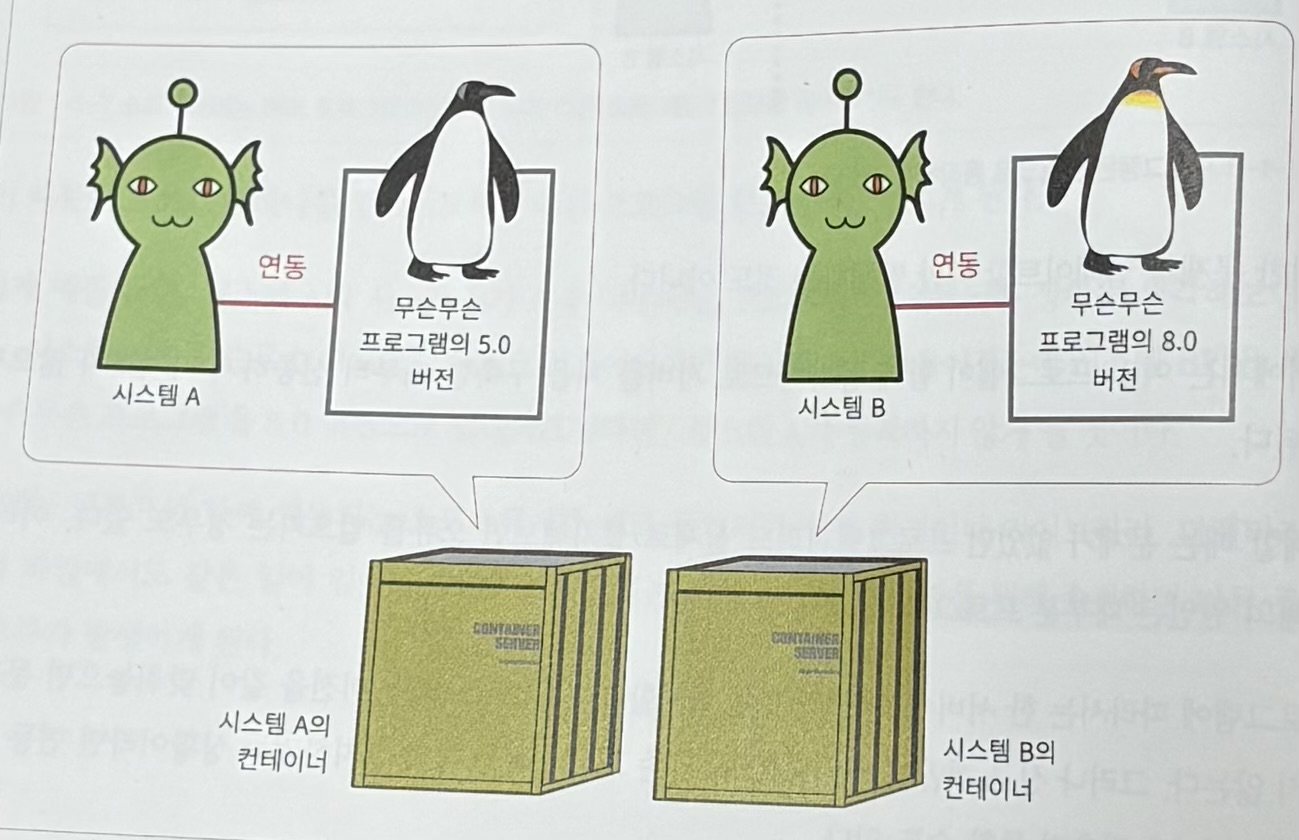 연동
무슨무슨
프로그램의 5.0
버전
시스템 A
연동
무슨무슨
프로그램의 8.0
버전
시스템 B
CONTAINER
SERVER
시스템 A의
컨테이너
CONTAINER
SERVER
시스템 B의
컨테이너